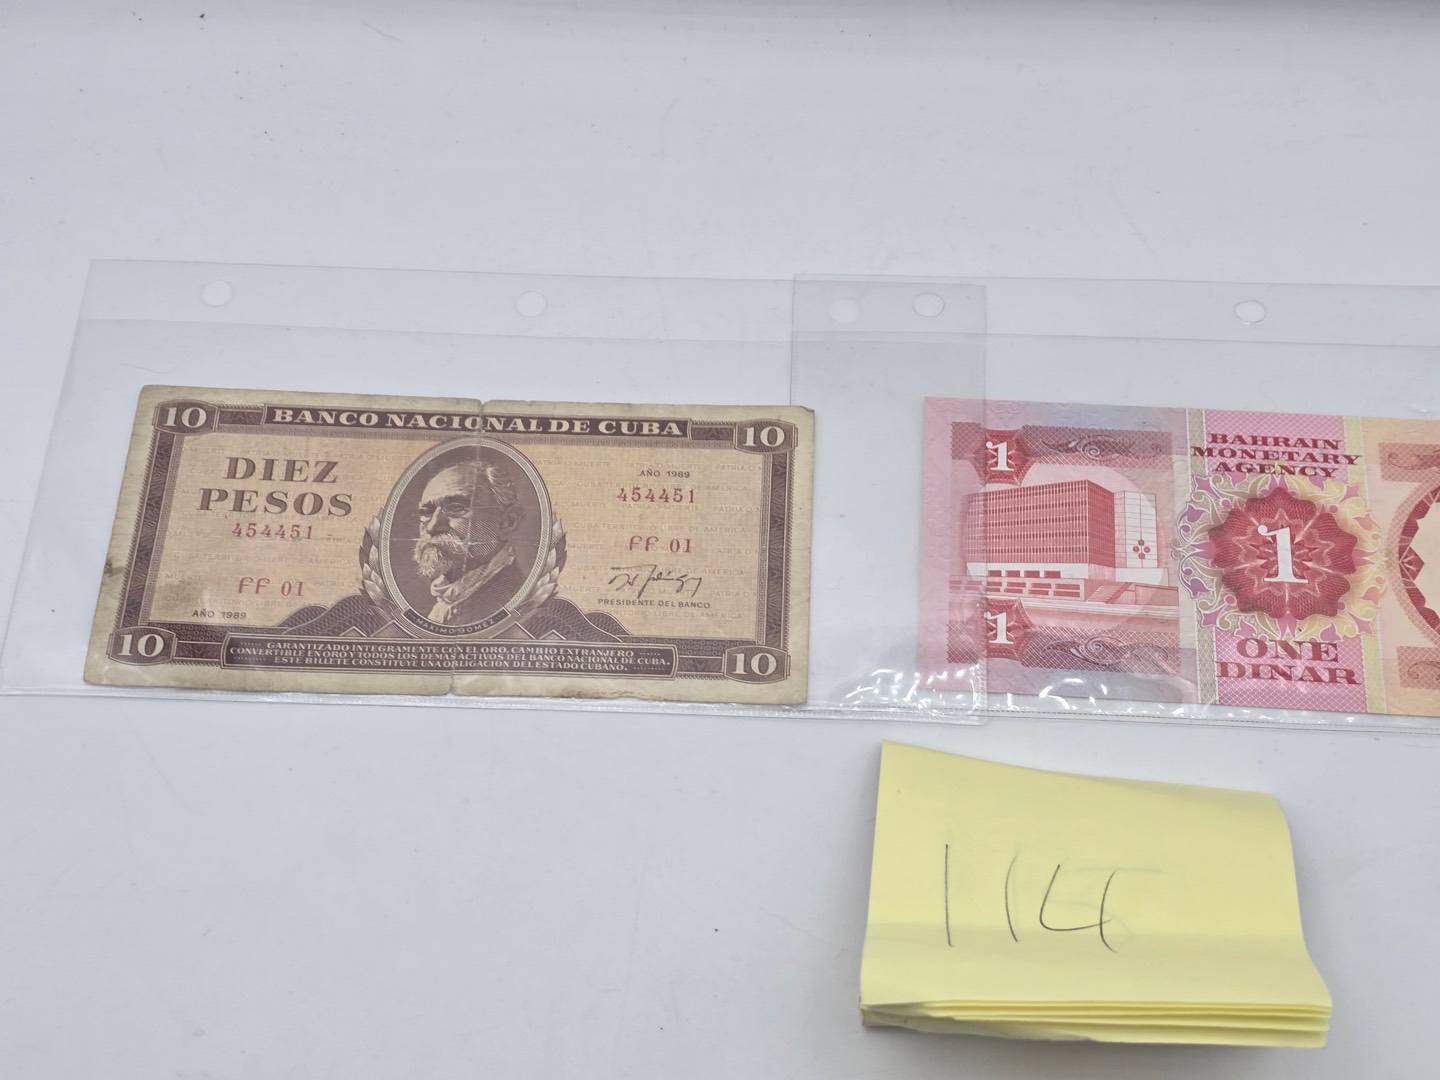 10 BANCO NACIONAL DE CUBA 10
DIEZ
PESOS
454451
FF 01
AÑO 1989
AÑO 1989
454451
FF 01
PRESIDENTE DEL BANCO
MAXIMO GOMEZ
GARANTIZADO INTEGRAMENTE CON EL ORO, CAMBIO EXTRANJERO
CONVERTIBLE EN ORO Y TODOS LOS DEMAS ACTIVOS DEL BANCO NACIONAL DE CUBA.
ESTE BILLETE CONSTITUYE UNA OBLIGACION DEL ESTADO CUBANO.
10 10
1
1
BAHRAIN
MONETARY
AGENCY
1
ONE
DINAR
114